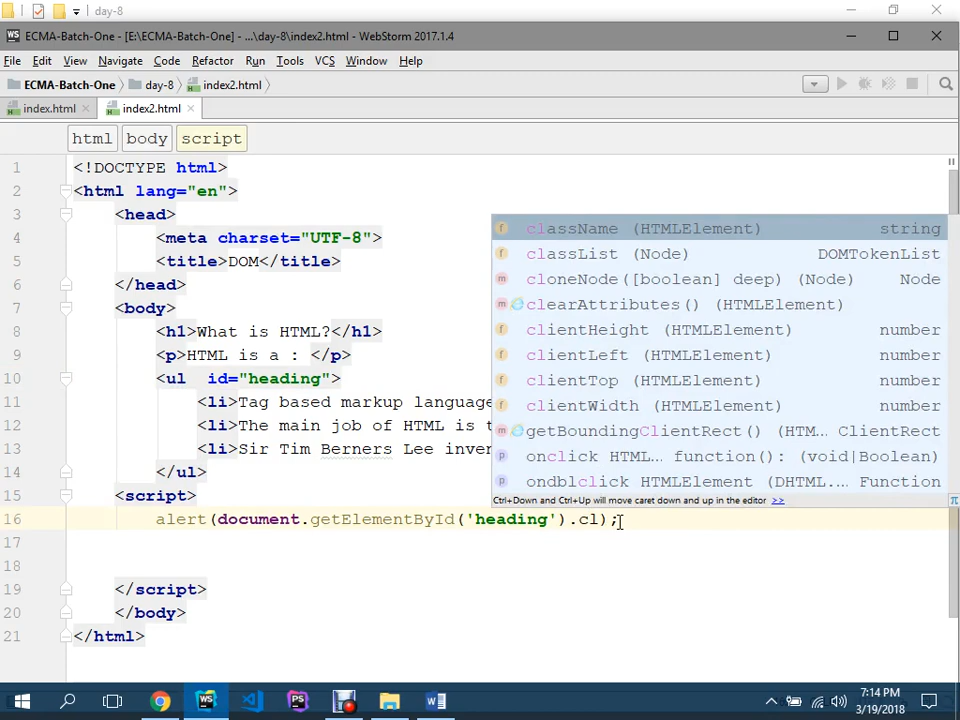 day-8
ECMA-Batch-One - [E:\ECMA-Batch-One] - ...\day-8\index2.html - WebStorm 2017.1.4
File Edit View Navigate Code Refactor Run Tools VCS Window Help
ECMA-Batch-One day-8 index2.html
index.html index2.html
html body script
1 <!DOCTYPE html>
2 <html lang="en">
3 <head>
4 <meta charset="UTF-8">
5 <title>DOM</title>
6 </head>
7 <body>
8 <h1>What is HTML?</h1>
9 <p>HTML is a : </p>
10 <ul id="heading">
11 <li>Tag based markup language
12 <li>The main job of HTML is t
13 <li>Sir Tim Berners Lee inven
14 </ul>
15 <script>
16 alert(document.getElementById('heading').cl);
17
18
19 </script>
20 </body>
21 </html>
className (HTMLElement) string
classList (Node) DOMTokenList
cloneNode([boolean] deep) (Node) Node
clearAttributes() (HTMLElement)
clientHeight (HTMLElement) number
clientLeft (HTMLElement) number
clientTop (HTMLElement) number
clientWidth (HTMLElement) number
getBoundingClientRect() (HTM... ClientRect
onclick HTML... function(): (void|Boolean)
ondblclick HTMLElement (DHTML... Function
Ctrl+Down and Ctrl+Up will move caret down and up in the editor >> π
WS PS
7:14 PM
3/19/2018